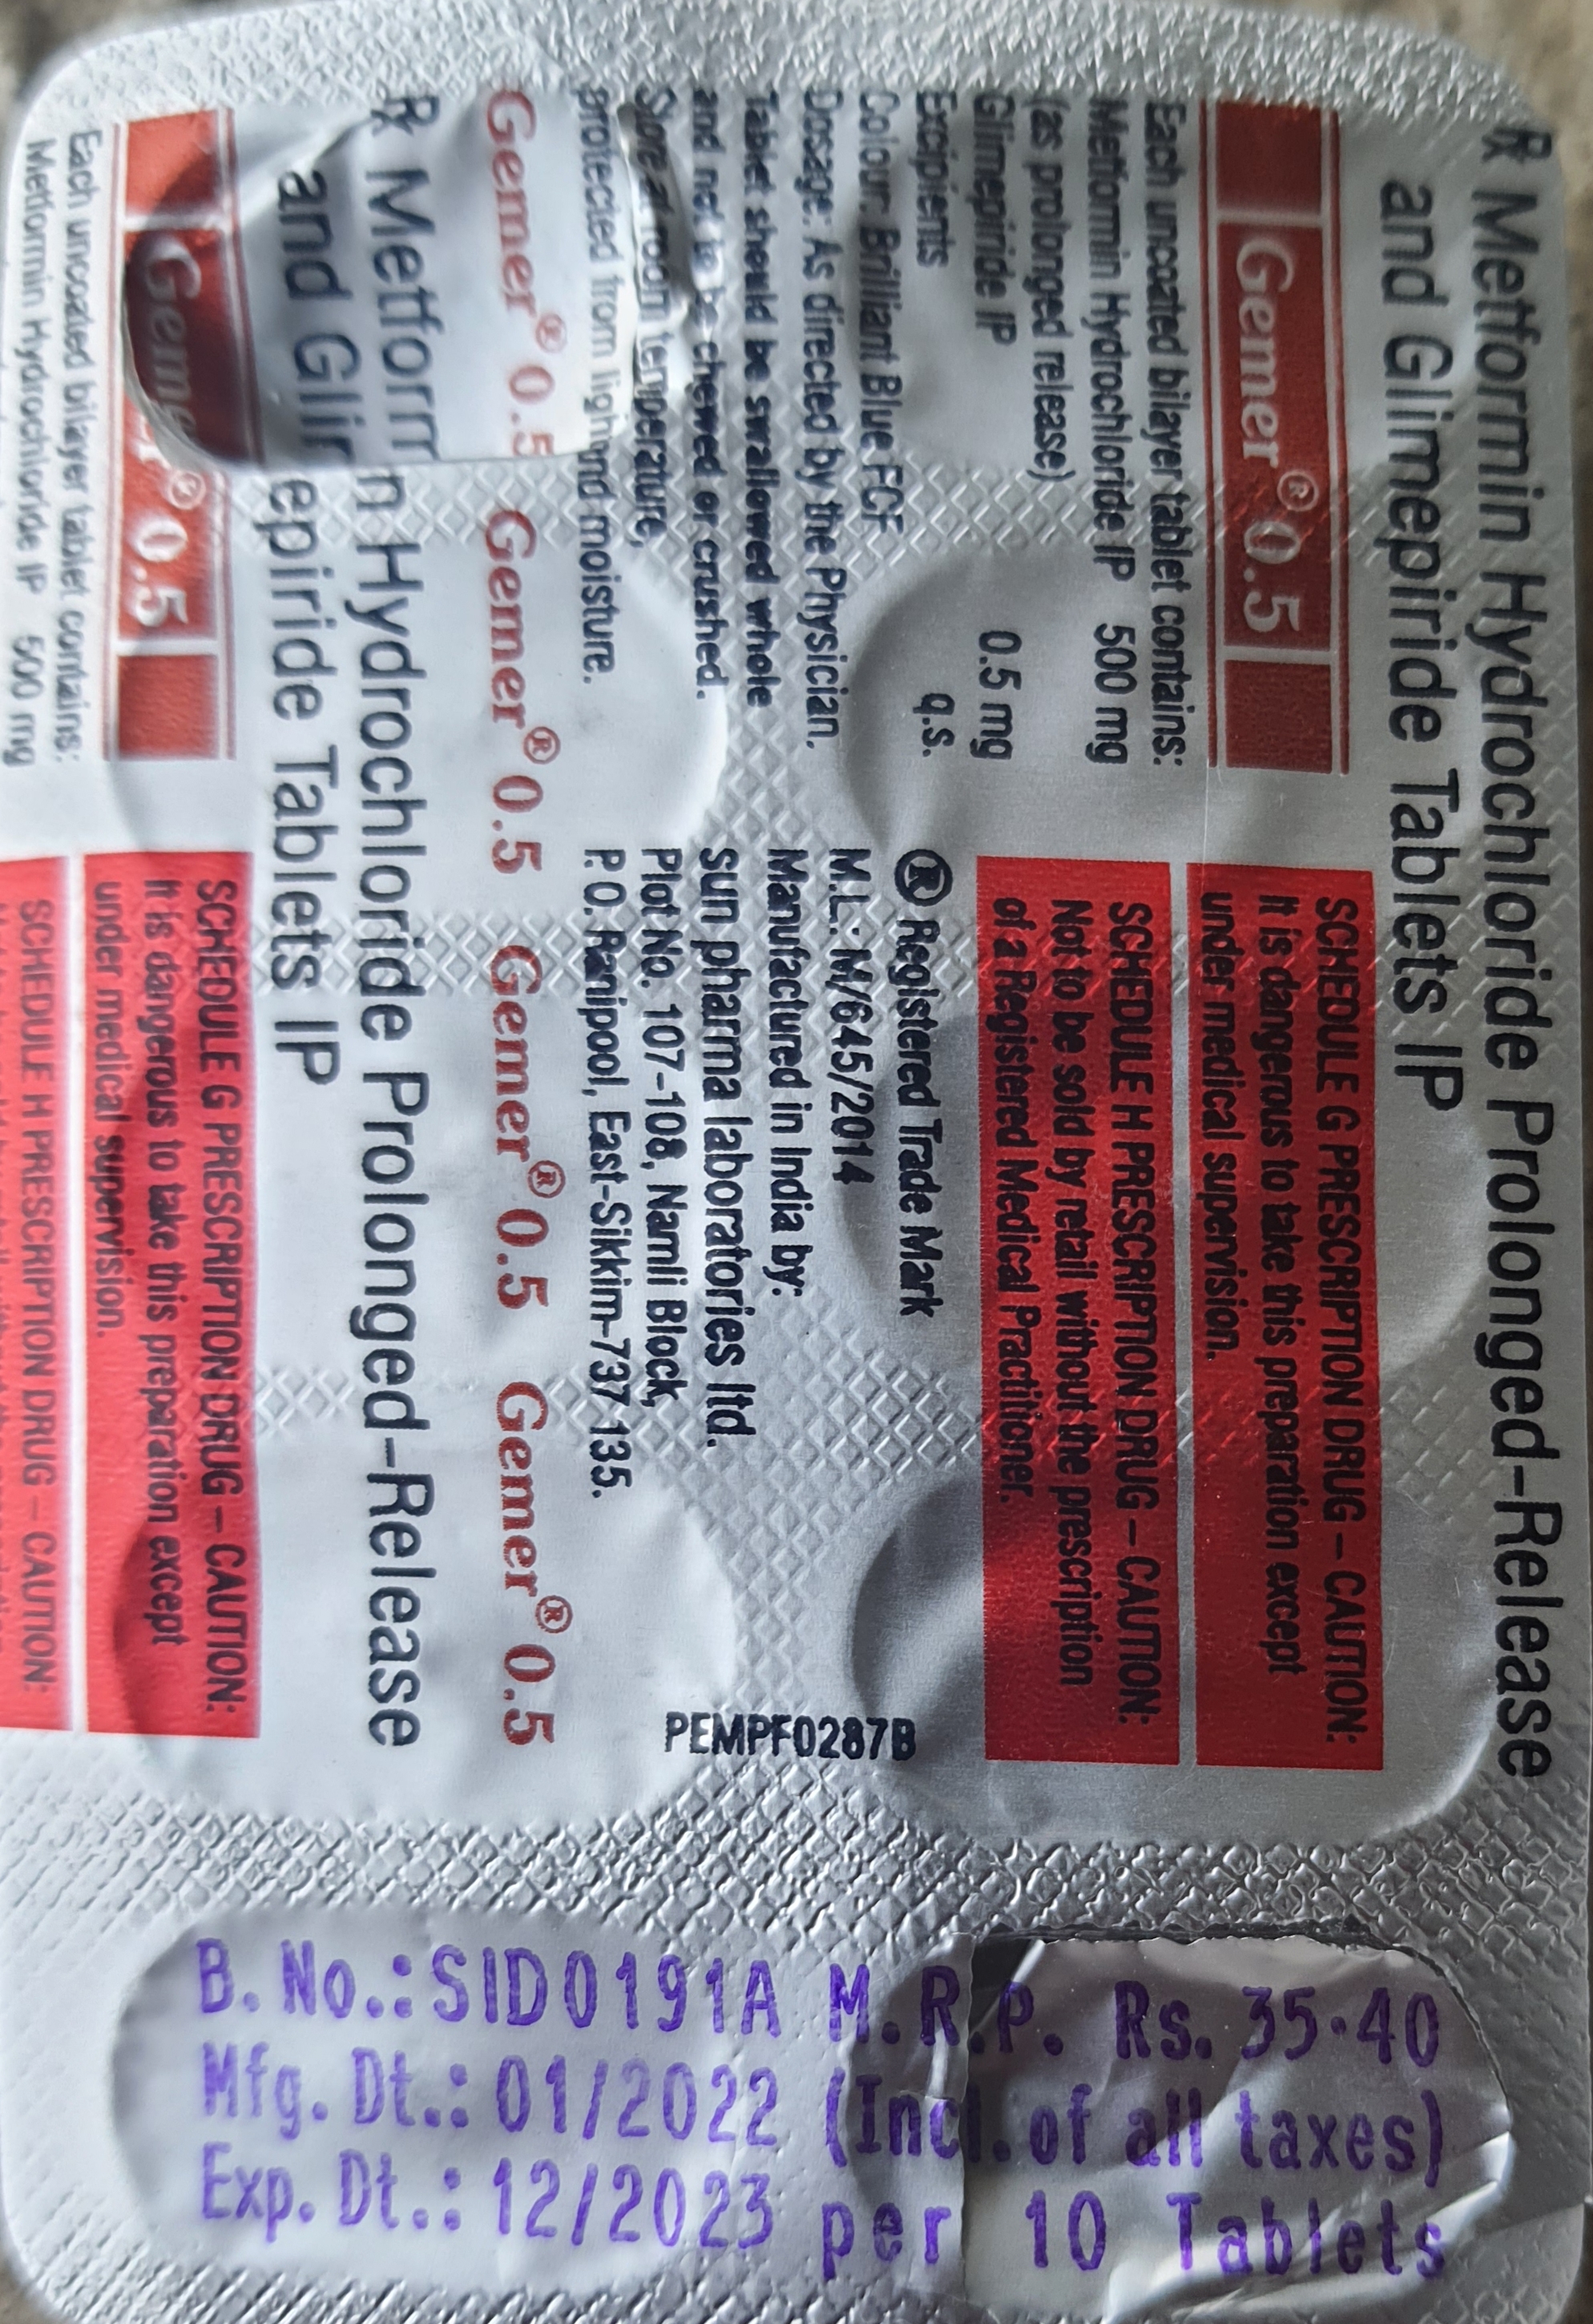 ℞ Metformin Hydrochloride Prolonged-Release
and Glimepiride Tablets IP
Gemer® 0.5
Each uncoated bilayer tablet contains:
Metformin Hydrochloride IP 500 mg
(as prolonged release)
Glimepiride IP 0.5 mg
Excipients q.s.
Colour: Brilliant Blue FCF
Dosage: As directed by the Physician.
Tablet should be swallowed whole
and not to be chewed or crushed.
Store at room temperature,
protected from light and moisture.
SCHEDULE G PRESCRIPTION DRUG – CAUTION:
It is dangerous to take this preparation except
under medical supervision.
SCHEDULE H PRESCRIPTION DRUG – CAUTION:
Not to be sold by retail without the prescription
of a Registered Medical Practitioner.
® Registered Trade Mark
M.L.: M/645/2014
Manufactured in India by:
Sun pharma laboratories ltd.
Plot No. 107-108, Namli Block,
P.O. Ranipool, East-Sikkim-737 135.
PEMPF0287B
Gemer® 0.5 Gemer® 0.5 Gemer® 0.5 Gemer® 0.5
℞ Metformin Hydrochloride Prolonged-Release
and Glimepiride Tablets IP
Gemer® 0.5
Each uncoated bilayer tablet contains:
Metformin Hydrochloride IP 500 mg
SCHEDULE G PRESCRIPTION DRUG – CAUTION:
It is dangerous to take this preparation except
under medical supervision.
SCHEDULE H PRESCRIPTION DRUG – CAUTION:
B. No.: SID0191A M.R.P. Rs. 35.40
Mfg. Dt.: 01/2022 (Incl. of all taxes)
Exp. Dt.: 12/2023 per 10 Tablets